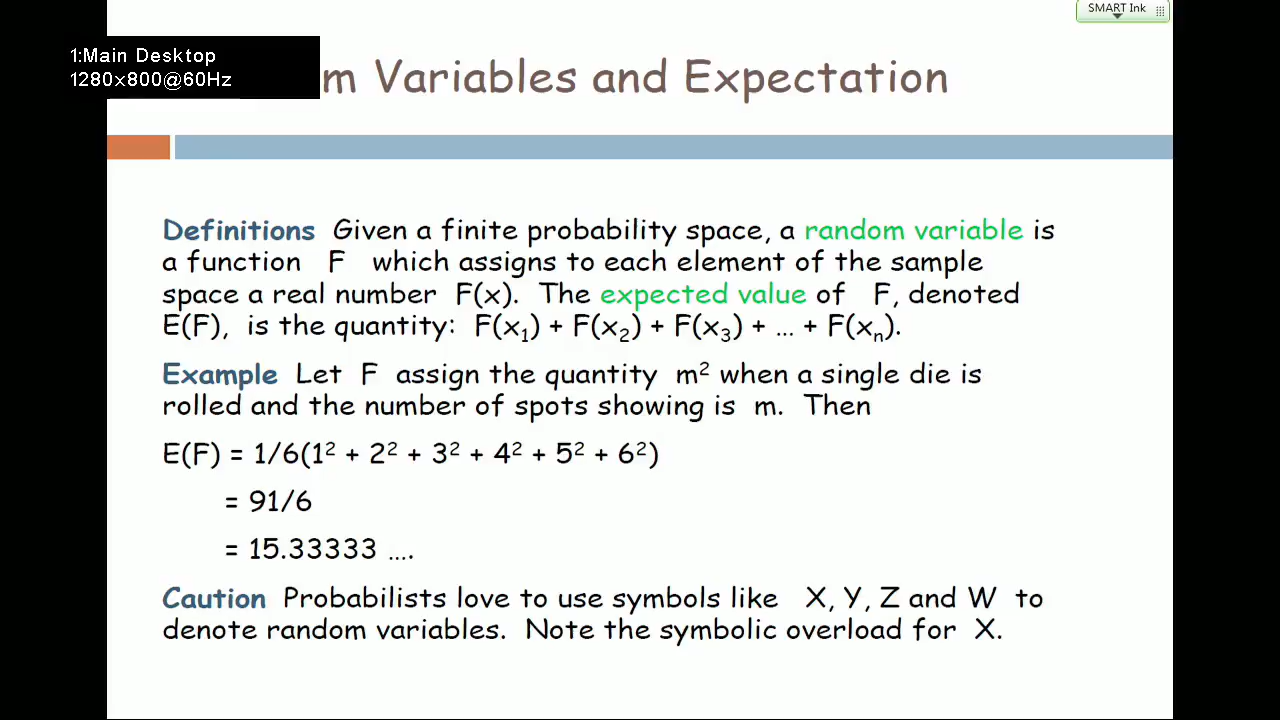 SMART Ink
1:Main Desktop
1280x800@60Hz
m Variables and Expectation
Definitions Given a finite probability space, a random variable is
a function F which assigns to each element of the sample
space a real number F(x). The expected value of F, denoted
E(F), is the quantity: F(x₁) + F(x₂) + F(x₃) + ... + F(xₙ).
Example Let F assign the quantity m² when a single die is
rolled and the number of spots showing is m. Then
E(F) = 1/6(1² + 2² + 3² + 4² + 5² + 6²)
= 91/6
= 15.33333 ....
Caution Probabilists love to use symbols like X, Y, Z and W to
denote random variables. Note the symbolic overload for X.